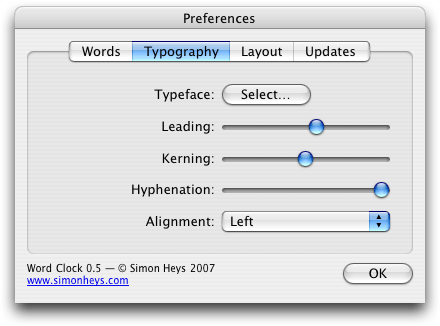 Preferences
Words Typography Layout Updates
Typeface: Select...
Leading:
Kerning:
Hyphenation:
Alignment: Left
Word Clock 0.5 — © Simon Heys 2007
www.simonheys.com
OK